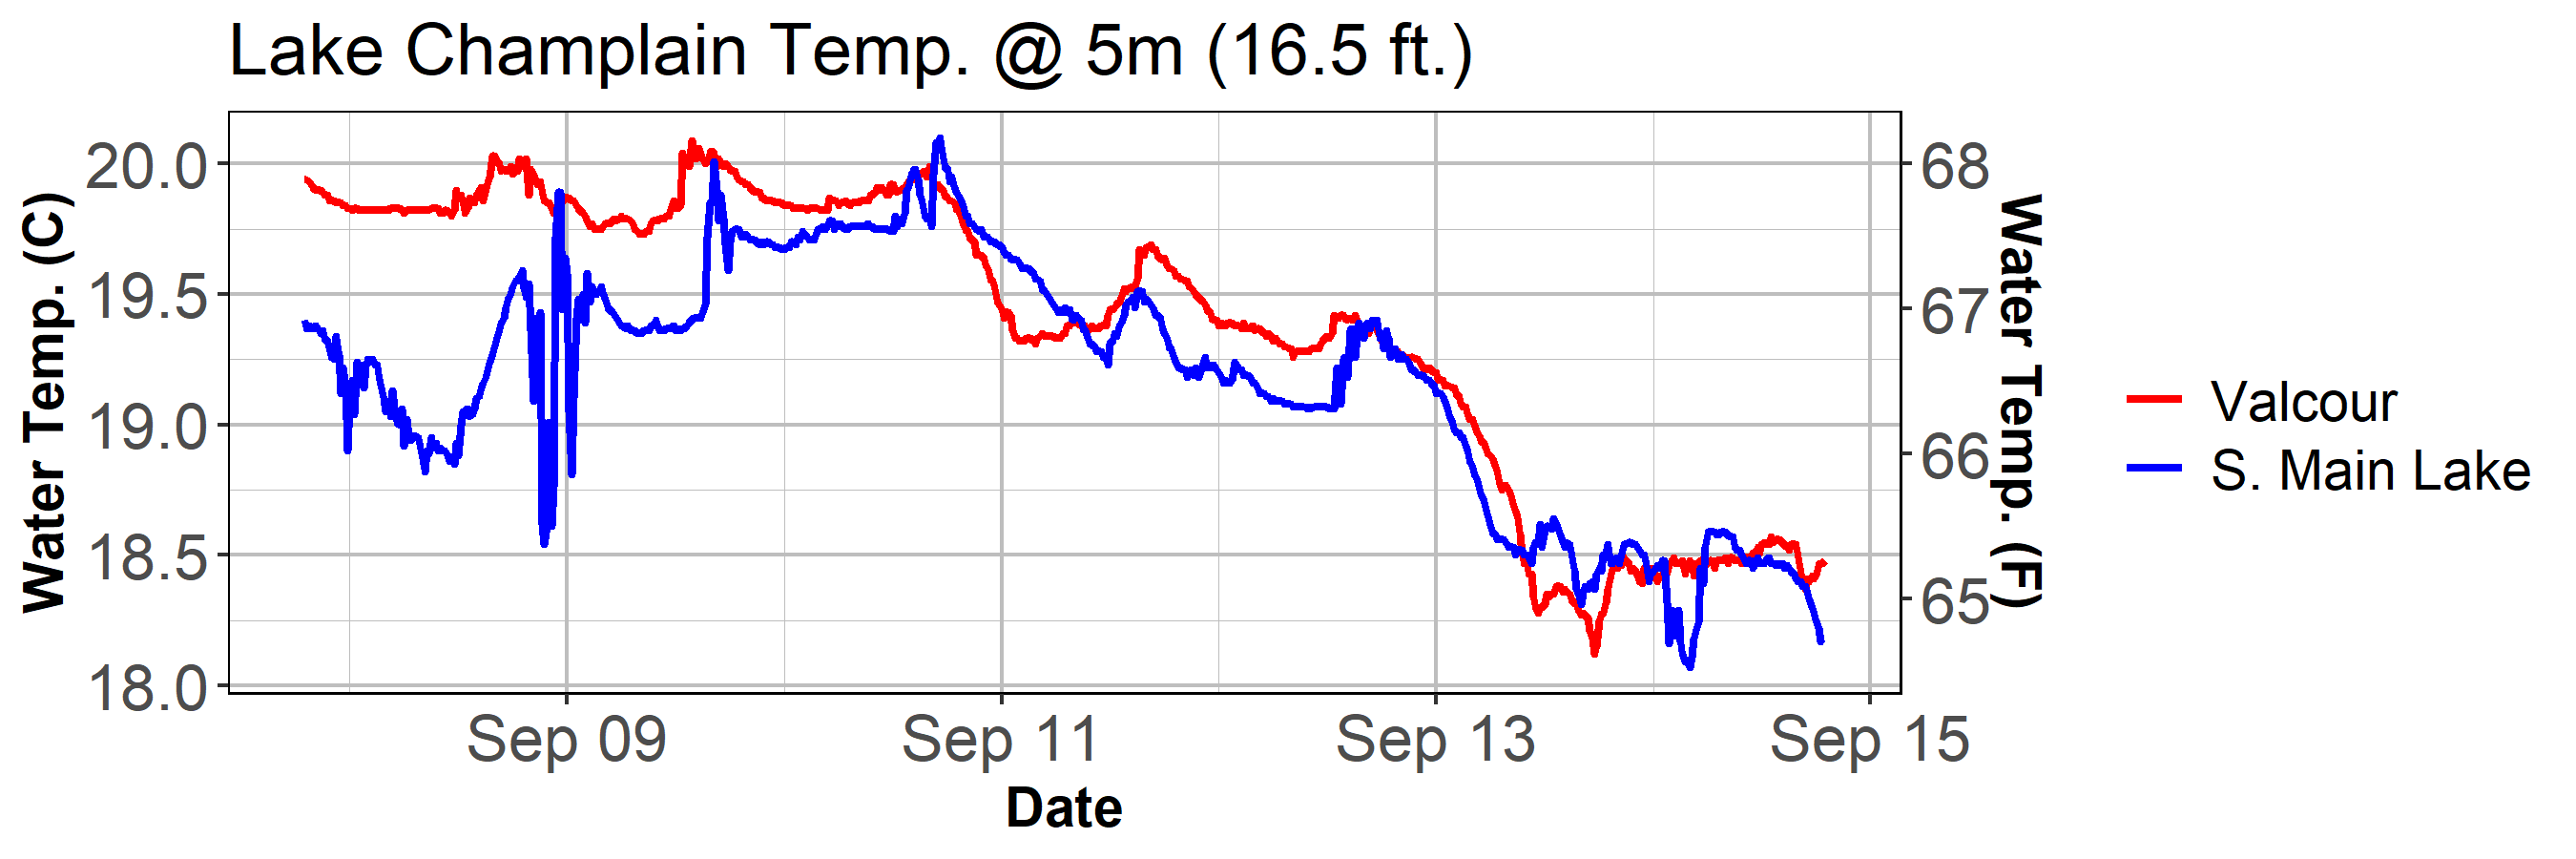 Lake Champlain Temp. @ 5m (16.5 ft.)
Water Temp. (C)
20.0
19.5
19.0
18.5
18.0
68
67
66
65
Water Temp. (F)
Sep 09
Sep 11
Sep 13
Sep 15
Date
Valcour
S. Main Lake